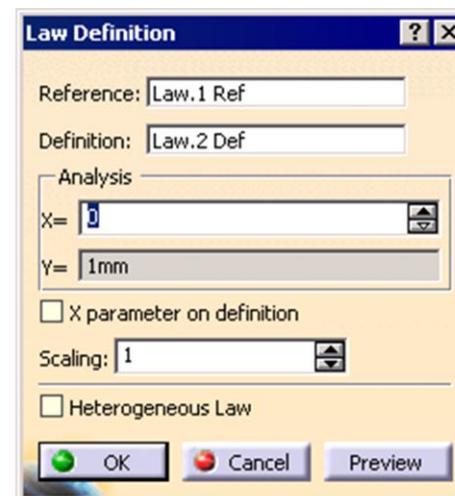 Law Definition ? X
Reference: Law.1 Ref
Definition: Law.2 Def
Analysis
X= 0
Y= 1mm
X parameter on definition
Scaling: 1
Heterogeneous Law
OK Cancel Preview